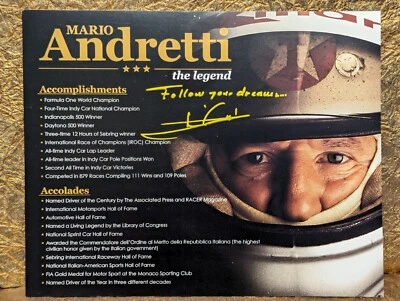 MARIO
Andretti
the legend
Follow your dreams...
Accomplishments
Formula One World Champion
Four-Time Indy Car National Champion
Indianapolis 500 Winner
Daytona 500 Winner
Three-time 12 Hours of Sebring winner
International Race of Champions (IROC) Champion
All-time Indy Car Lap Leader
All-time leader in Indy Car Pole Positions Won
Second All Time in Indy Car Victories
Competed in 879 Races Compiling 111 Wins and 109 Poles
Accolades
Named Driver of the Century by The Associated Press and RACER Magazine
International Motorsports Hall of Fame
Automotive Hall of Fame
Named a Living Legend by the Library of Congress
National Sprint Car Hall of Fame
Awarded the Commendatore dell'Ordine al Merito della Repubblica Italiana (the highest
civilian honor given by the Italian government)
Sebring International Raceway Hall of Fame
National Italian-American Sports Hall of Fame
FIA Gold Medal for Motor Sport at the Monaco Sporting Club
Named Driver of the Year in three different decades